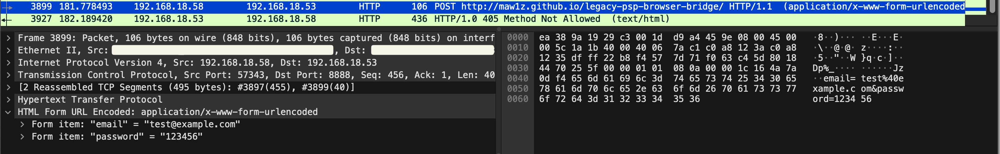 3899 181.778493 192.168.18.58 192.168.18.53 HTTP 106 POST http://maw1z.github.io/legacy-psp-browser-bridge/ HTTP/1.1 (application/x-www-form-urlencoded
3927 182.189420 192.168.18.53 192.168.18.58 HTTP 436 HTTP/1.0 405 Method Not Allowed (text/html)
Frame 3899: Packet, 106 bytes on wire (848 bits), 106 bytes captured (848 bits) on interf
Ethernet II, Src: , Dst:
Internet Protocol Version 4, Src: 192.168.18.58, Dst: 192.168.18.53
Transmission Control Protocol, Src Port: 57343, Dst Port: 8888, Seq: 456, Ack: 1, Len: 40
[2 Reassembled TCP Segments (495 bytes): #3897(455), #3899(40)]
Hypertext Transfer Protocol
HTML Form URL Encoded: application/x-www-form-urlencoded
Form item: "email" = "test@example.com"
Form item: "password" = "123456"
0000 ea 38 9a 19 29 c3 00 1d d9 a4 45 9e 08 00 45 00 ·8··)··· ··E···E·
0010 00 5c 1a 1b 40 00 40 06 7a c1 c0 a8 12 3a c0 a8 ·\··@·@· z····:··
0020 12 35 df ff 22 b8 f4 57 7d 71 f0 63 c4 5d 80 18 ·5··"··W }q·c·]··
0030 44 70 25 5f 00 00 01 01 08 0a 00 00 1c 16 4a 7a Dp%_···· ······Jz
0040 0d f4 65 6d 61 69 6c 3d 74 65 73 74 25 34 30 65 ··email= test%40e
0050 78 61 6d 70 6c 65 2e 63 6f 6d 26 70 61 73 73 77 xample.c om&passw
0060 6f 72 64 3d 31 32 33 34 35 36 ord=1234 56